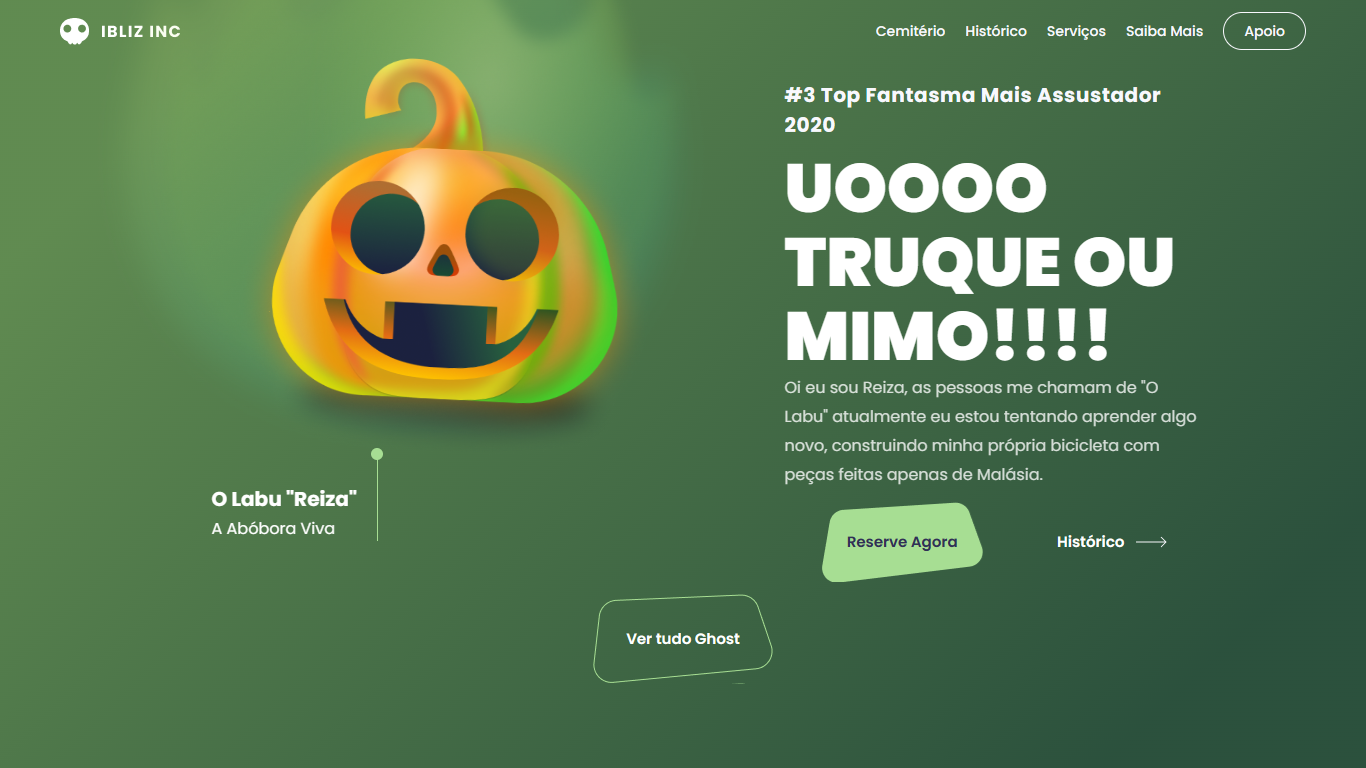 IBLIZ INC
Cemitério
Histórico
Serviços
Saiba Mais
Apoio
#3 Top Fantasma Mais Assustador
2020
UOOOO
TRUQUE OU
MIMO!!!!
Oi eu sou Reiza, as pessoas me chamam de "O
Labu" atualmente eu estou tentando aprender algo
novo, construindo minha própria bicicleta com
peças feitas apenas de Malásia.
O Labu "Reiza"
A Abóbora Viva
Reserve Agora
Histórico
Ver tudo Ghost